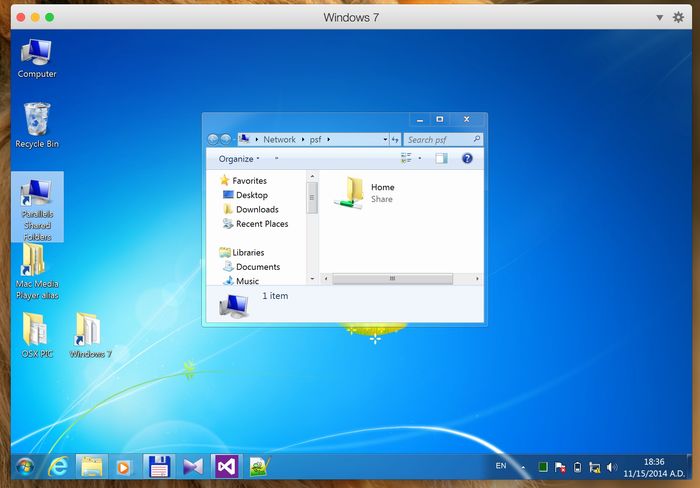 Windows 7
Computer
Recycle Bin
Parallels
Shared
Folders
Mac Media
Player alias
OSX PIC
Windows 7
Network
psf
Search psf
Organize
»
Favorites
Desktop
Downloads
Recent Places
Libraries
Documents
Music
Home
Share
1 item
EN
18:36
11/15/2014 A.D.